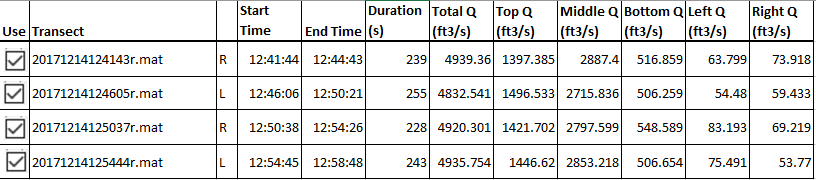 Use Transect Start Time End Time Duration (s) Total Q (ft3/s) Top Q (ft3/s) Middle Q (ft3/s) Bottom Q (ft3/s) Left Q (ft3/s) Right Q (ft3/s)
20171214124143r.mat R 12:41:44 12:44:43 239 4939.36 1397.385 2887.4 516.859 63.799 73.918
20171214124605r.mat L 12:46:06 12:50:21 255 4832.541 1496.533 2715.836 506.259 54.48 59.433
20171214125037r.mat R 12:50:38 12:54:26 228 4920.301 1421.702 2797.599 548.589 83.193 69.219
20171214125444r.mat L 12:54:45 12:58:48 243 4935.754 1446.62 2853.218 506.654 75.491 53.77